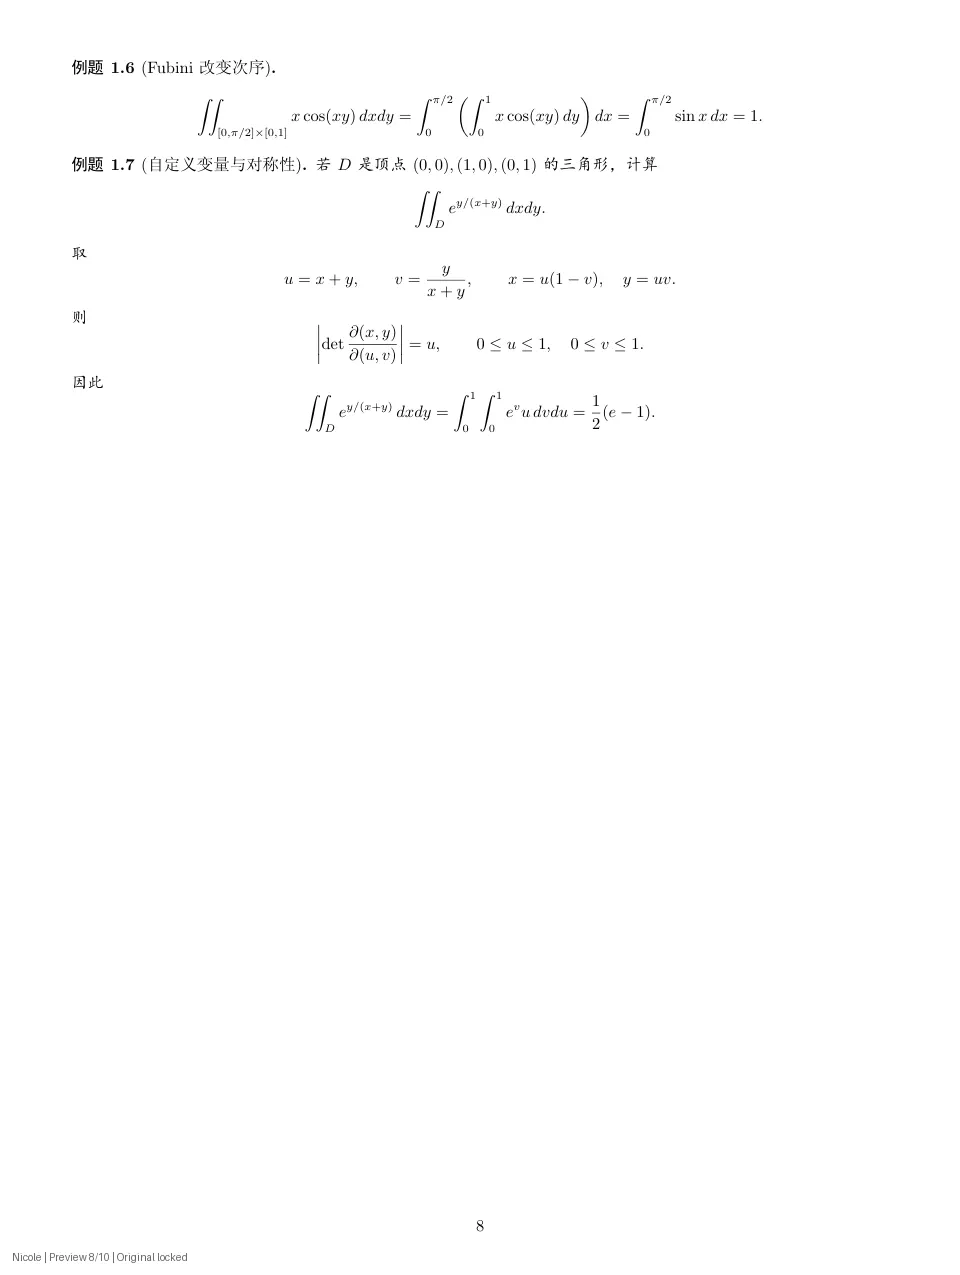 例题 1.6 (Fubini 改变次序).
∬_{[0,π/2]×[0,1]} x cos(xy) dxdy = ∫_0^{π/2} (∫_0^1 x cos(xy) dy) dx = ∫_0^{π/2} sin x dx = 1.
例题 1.7 (自定义变量与对称性). 若 D 是顶点 (0, 0), (1, 0), (0, 1) 的三角形，计算
∬_D e^{y/(x+y)} dxdy.
取
u = x + y, v = y/(x + y), x = u(1 − v), y = uv.
则
|det ∂(x, y)/∂(u, v)| = u, 0 ≤ u ≤ 1, 0 ≤ v ≤ 1.
因此
∬_D e^{y/(x+y)} dxdy = ∫_0^1 ∫_0^1 e^v u dvdu = 1/2 (e − 1).
8
Nicole | Preview 8/10 | Original locked